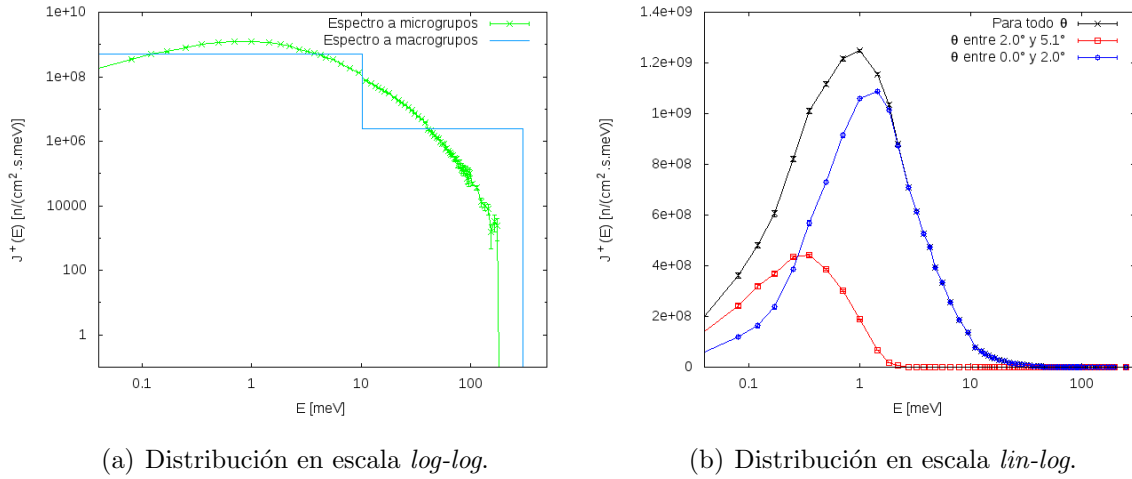 Espectro a microgrupos
Espectro a macrogrupos
J⁺(E) [n/(cm².s.meV)]
1e+10
1e+08
1e+06
10000
100
1
0.1
1
10
100
E [meV]
(a) Distribución en escala log-log.
Para todo θ
θ entre 2.0° y 5.1°
θ entre 0.0° y 2.0°
J⁺(E) [n/(cm².s.meV)]
1.4e+09
1.2e+09
1e+09
8e+08
6e+08
4e+08
2e+08
0
0.1
1
10
100
E [meV]
(b) Distribución en escala lin-log.